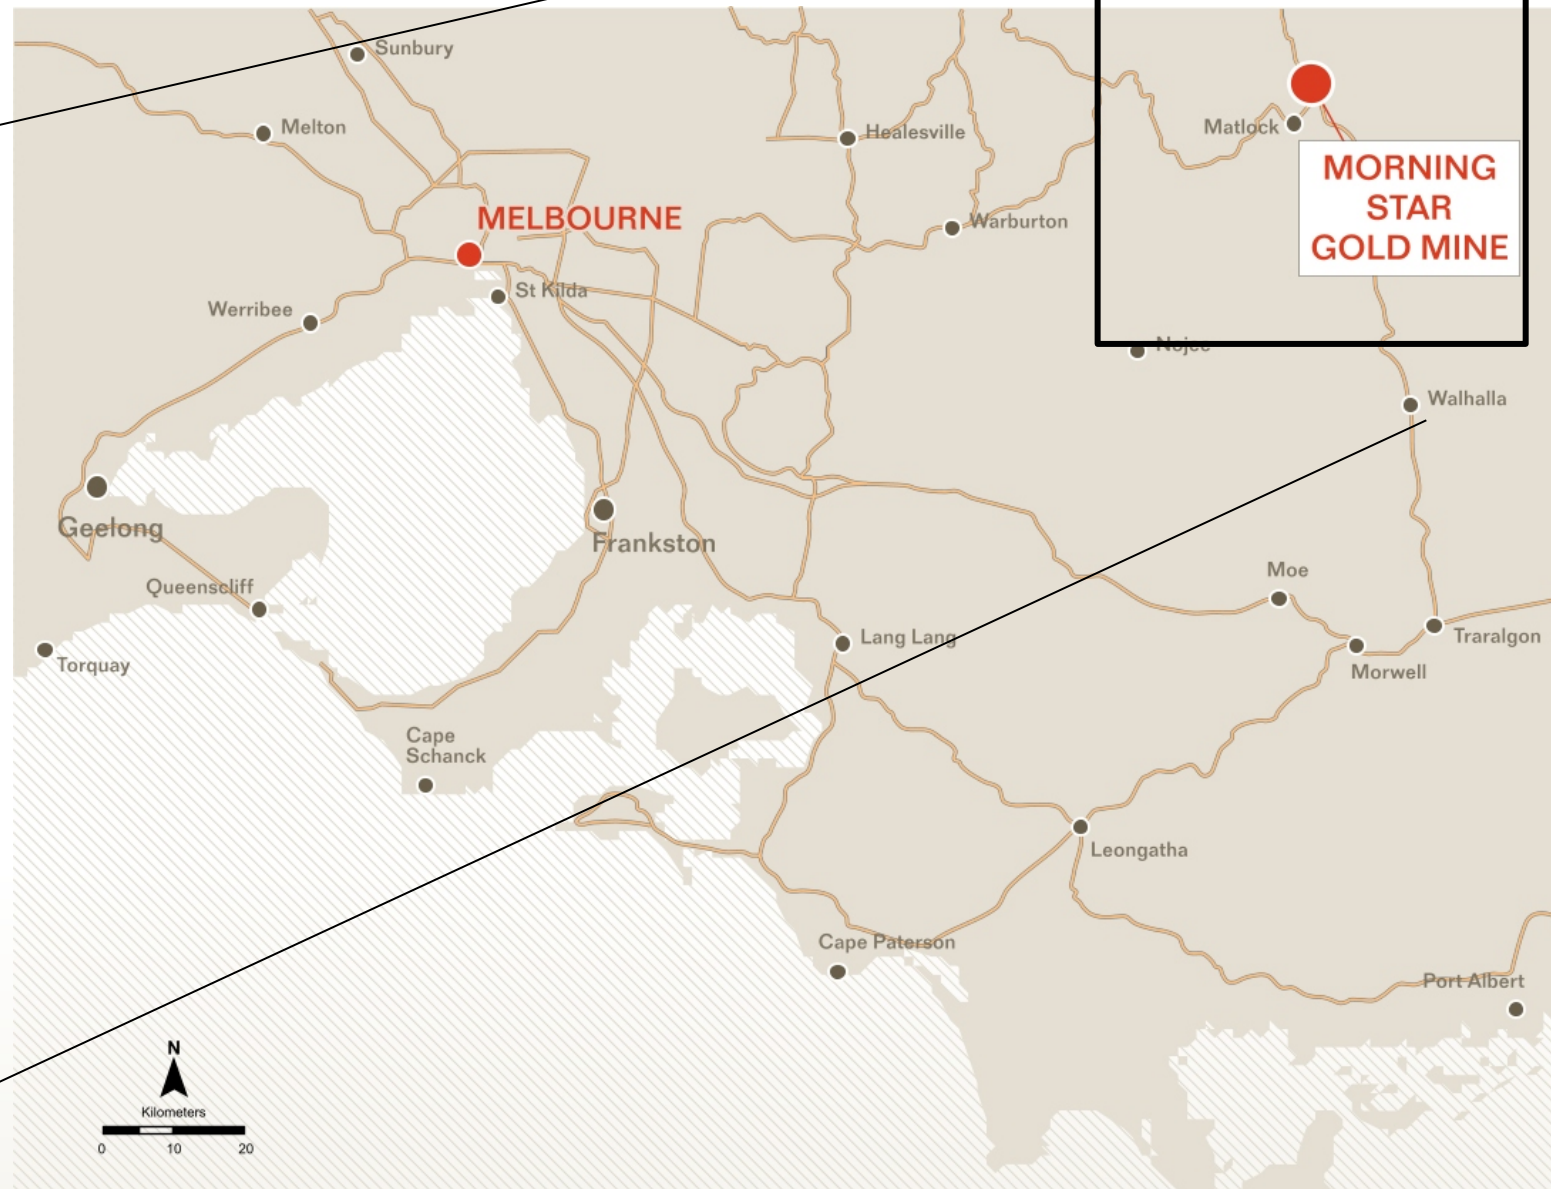 Sunbury
Melton
Healesville
Matlock
MORNING
STAR
GOLD MINE
MELBOURNE
Warburton
St Kilda
Werribee
Nojee
Walhalla
Geelong
Frankston
Queenscliff
Moe
Torquay
Lang Lang
Traralgon
Morwell
Cape
Schanck
Leongatha
Cape Paterson
Port Albert
N
Kilometers
0 10 20